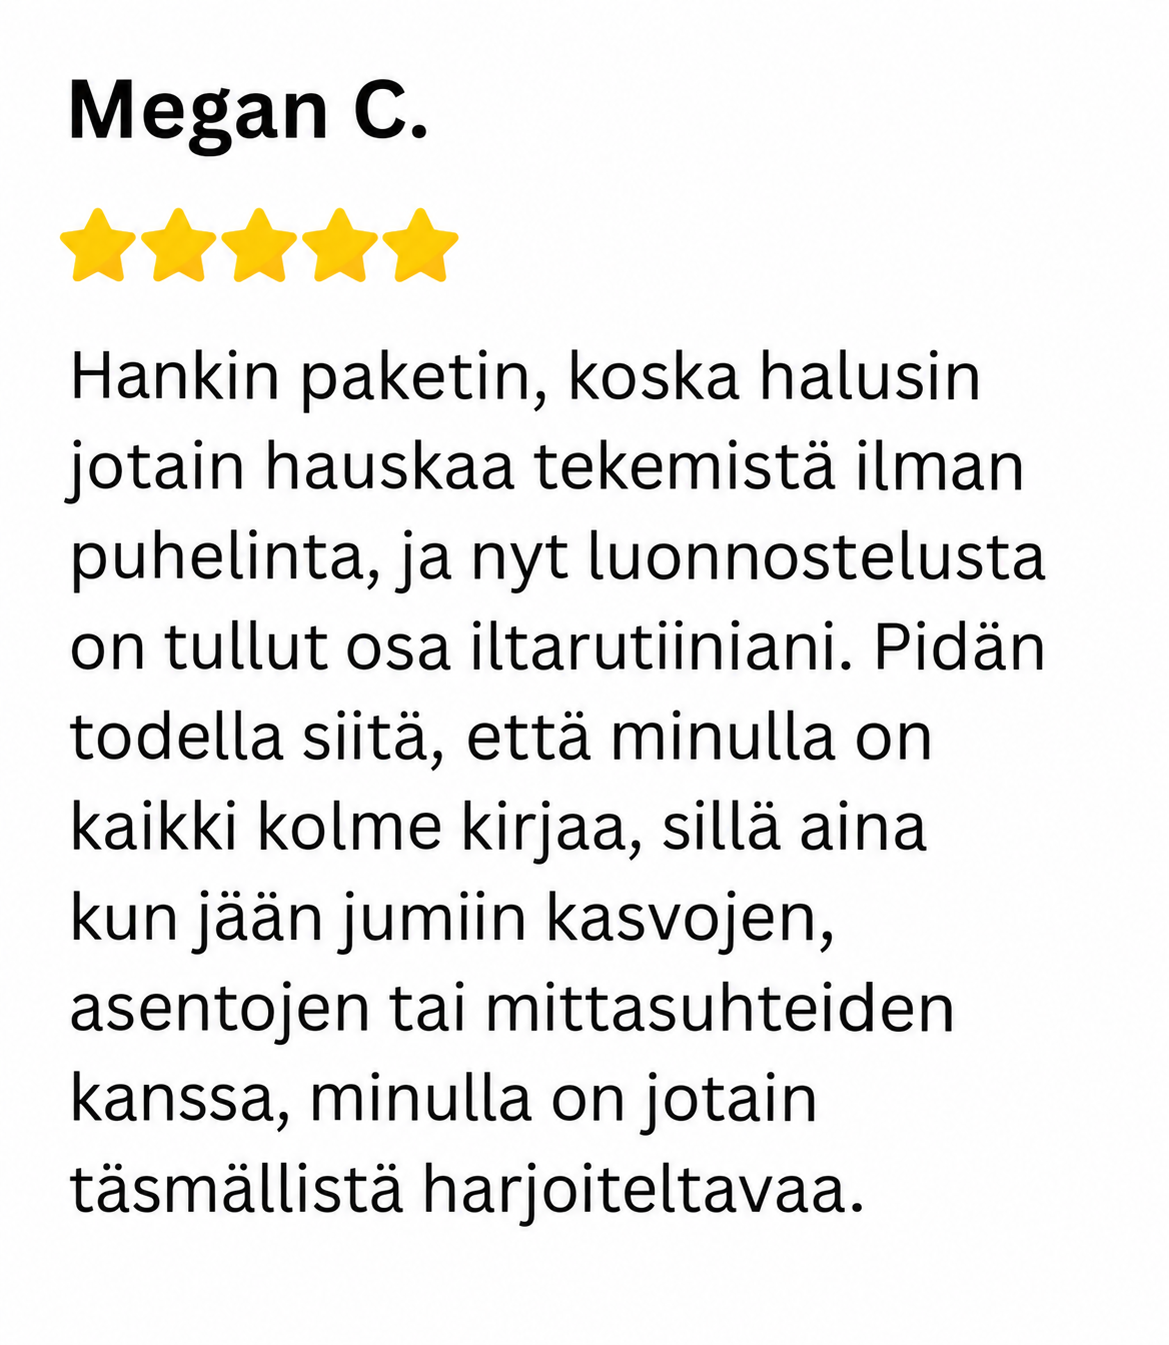 Megan C.
Hankin paketin, koska halusin
jotain hauskaa tekemistä ilman
puhelinta, ja nyt luonnostelusta
on tullut osa iltarutiiniani. Pidän
todella siitä, että minulla on
kaikki kolme kirjaa, sillä aina
kun jään jumiin kasvojen,
asentojen tai mittasuhteiden
kanssa, minulla on jotain
täsmällistä harjoiteltavaa.